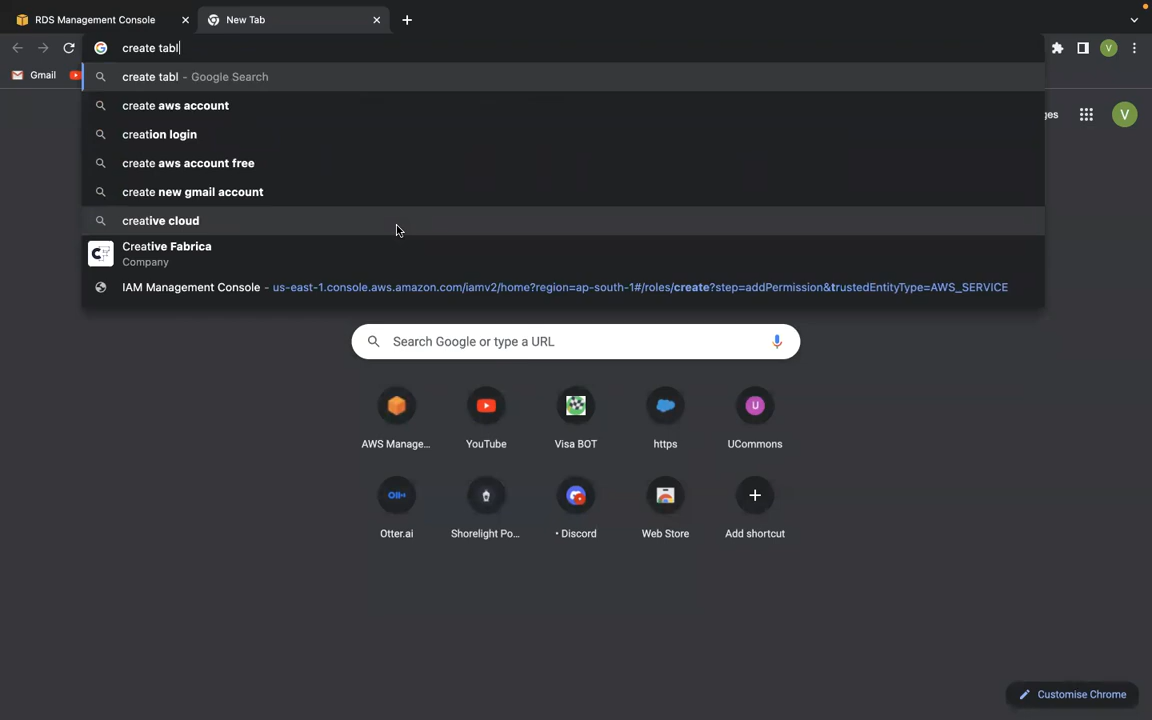 RDS Management Console
New Tab
create tabl
Gmail
create tabl - Google Search
create aws account
creation login
ges
V
V
create aws account free
create new gmail account
creative cloud
Creative Fabrica
Company
IAM Management Console - us-east-1.console.aws.amazon.com/iamv2/home?region=ap-south-1#/roles/create?step=addPermission&trustedEntityType=AWS_SERVICE
Search Google or type a URL
U
AWS Manage...
YouTube
Visa BOT
https
UCommons
Otter.ai
Shorelight Po...
• Discord
Web Store
Add shortcut
Customise Chrome